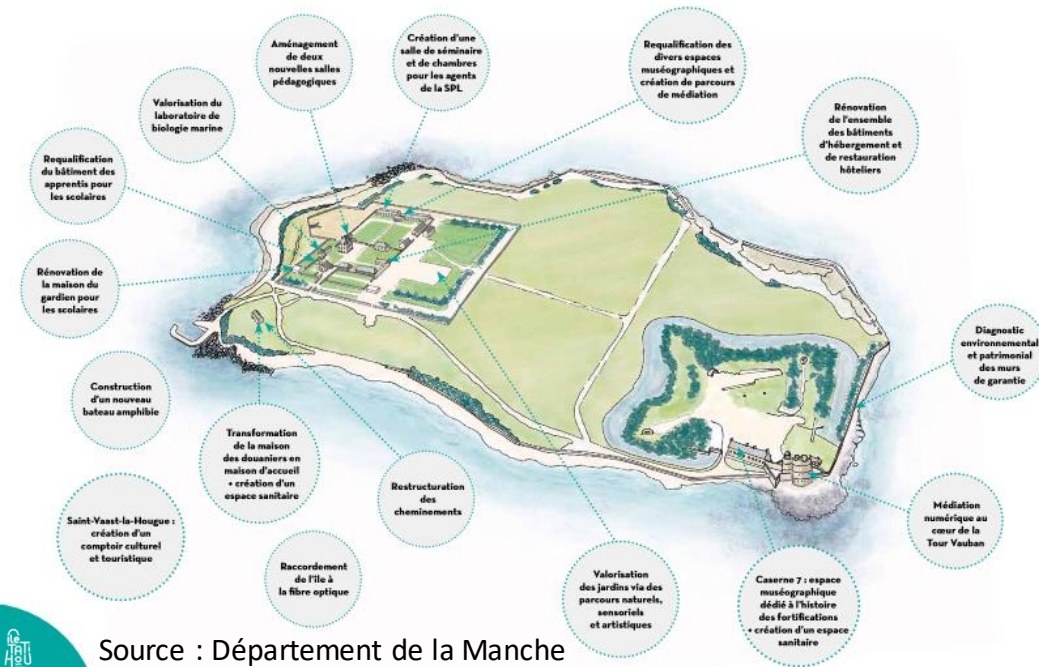 Aménagement
de deux
nouvelles salles
pédagogiques
Création d'une
salle de séminaire
et de chambres
pour les agents
de la SPL
Requalification des
divers espaces
muséographiques et
création de parcours
de médiation
Valorisation du
laboratoire de
biologie marine
Rénovation
de l'ensemble
des bâtiments
d'hébergement et
de restauration
hôteliers
Requalification
du bâtiment des
apprentis pour
les scolaires
Rénovation de
la maison du
gardien pour
les scolaires
Diagnostic
environnemental
et patrimonial
des murs
de garantie
Construction
d'un nouveau
bateau amphibie
Transformation
de la maison
des douaniers en
maison d'accueil
+ création d'un
espace sanitaire
Restructuration
des
cheminements
Médiation
numérique au
cœur de la
Tour Vauban
Saint-Vaast-la-Hougue :
création d'un
comptoir culturel
et touristique
Raccordement
de l'île à
la fibre optique
Valorisation
des jardins via des
parcours naturels,
sensoriels
et artistiques
Caserne 7 : espace
muséographique
dédié à l'histoire
des fortifications
+ création d'un espace
sanitaire
île
TATI
HOU
Source : Département de la Manche